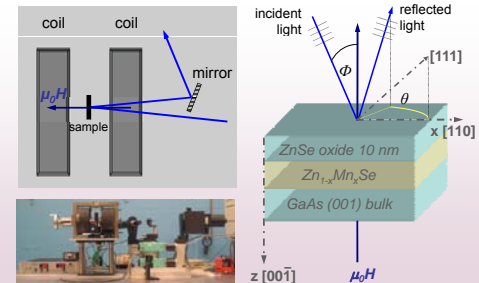 coil
coil
mirror
μ₀H
sample
incident
light
reflected
light
Φ
[111]
θ
x [110]
ZnSe oxide 10 nm
Zn₁₋ₓMnₓSe
GaAs (001) bulk
z [001̄]
μ₀H